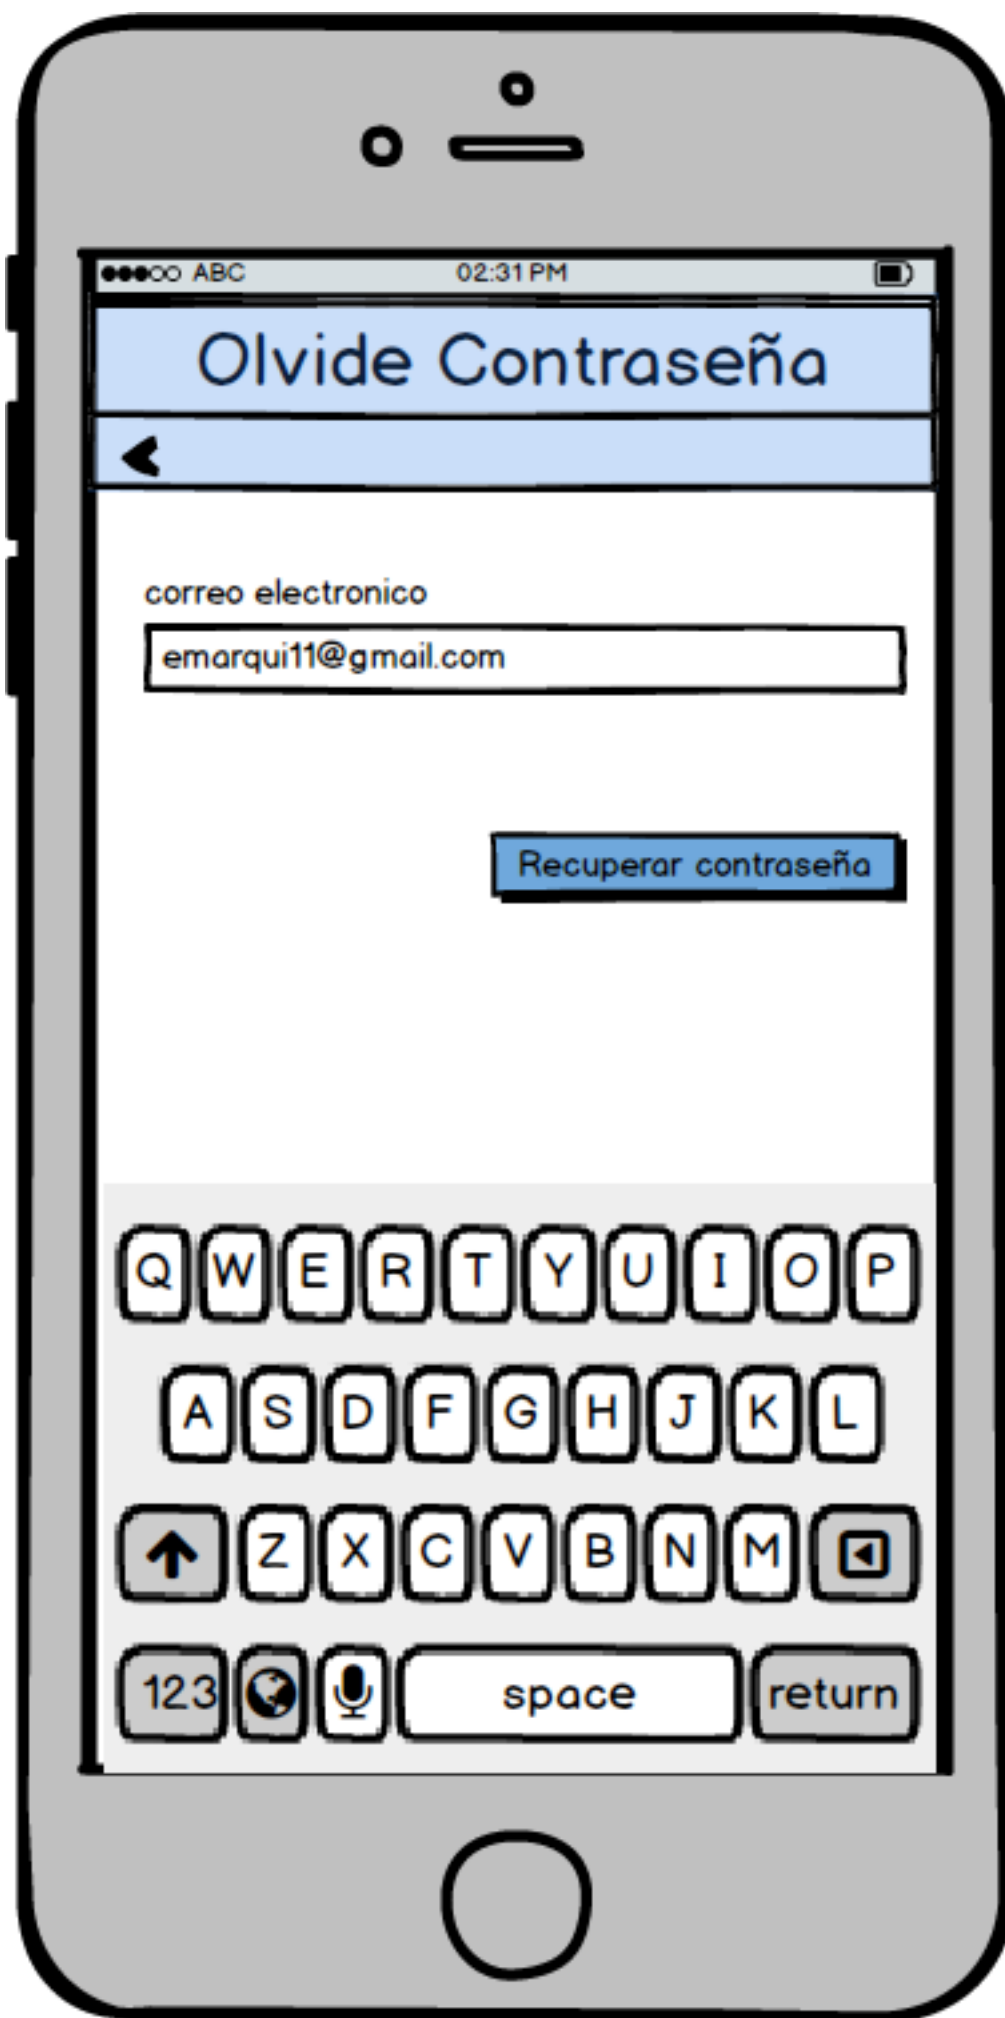 ABC 02:31 PM
Olvide Contraseña
correo electronico
emarqui11@gmail.com
Recuperar contraseña
Q W E R T Y U I O P
A S D F G H J K L
Z X C V B N M
123 space return